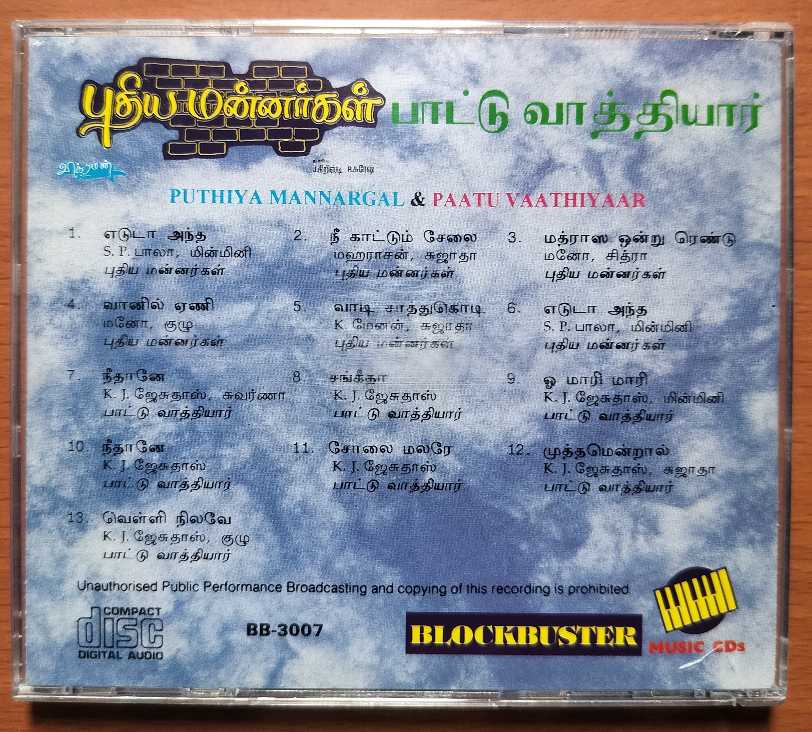 புதிய மன்னர்கள் பாட்டு வாத்தியார்
விக்ரமன்
PUTHIYA MANNARGAL & PAATU VAATHIYAAR
1. எடுடா அந்த
S. P. பாலா, மின்மினி
புதிய மன்னர்கள்
2. நீ காட்டும் சேலை
மஹராசன், சுஜாதா
புதிய மன்னர்கள்
3. மத்ராஸ ஒன்று ரெண்டு
மனோ, சித்ரா
புதிய மன்னர்கள்
4. வானில் ஏணி
மனோ, குழு
புதிய மன்னர்கள்
5. வாடி சாத்துகொடி
K. மேனன், சுஜாதா
புதிய மன்னர்கள்
6. எடுடா அந்த
S. P. பாலா, மின்மினி
புதிய மன்னர்கள்
7. நீதானே
K. J. ஜேசுதாஸ், சுவர்ணா
பாட்டு வாத்தியார்
8. சங்கீதா
K. J. ஜேசுதாஸ்
பாட்டு வாத்தியார்
9. ஓ மாரி மாரி
K. J. ஜேசுதாஸ், மின்மினி
பாட்டு வாத்தியார்
10. நீதானே
K. J. ஜேசுதாஸ்
பாட்டு வாத்தியார்
11. சோலை மலரே
K. J. ஜேசுதாஸ்
பாட்டு வாத்தியார்
12. முத்தமென்றால்
K. J. ஜேசுதாஸ், சுஜாதா
பாட்டு வாத்தியார்
13. வெள்ளி நிலவே
K. J. ஜேசுதாஸ், குழு
பாட்டு வாத்தியார்
Unauthorised Public Performance Broadcasting and copying of this recording is prohibited
COMPACT
disc
DIGITAL AUDIO
BB-3007
BLOCKBUSTER
MUSIC CDs